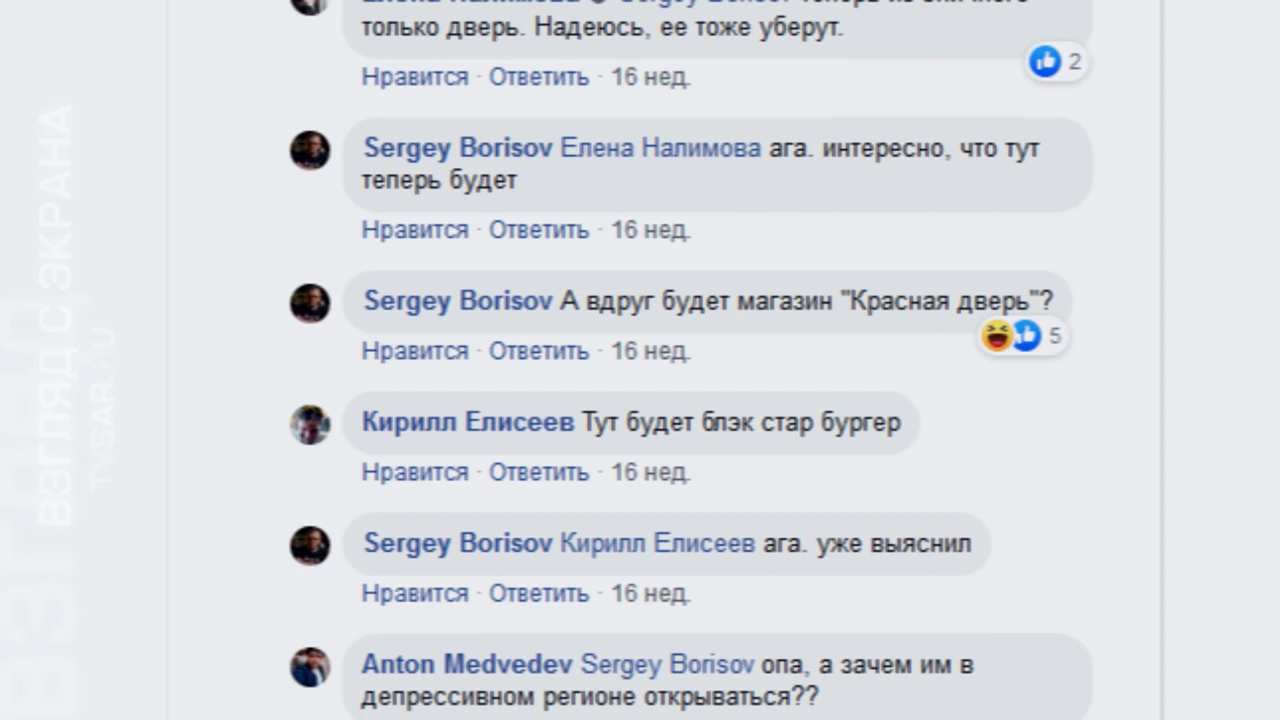 только дверь. Надеюсь, ее тоже уберут.
2
Нравится · Ответить · 16 нед.
Sergey Borisov Елена Налимова ага. интересно, что тут
теперь будет
Нравится · Ответить · 16 нед.
Sergey Borisov А вдруг будет магазин "Красная дверь"?
5
Нравится · Ответить · 16 нед.
Кирилл Елисеев Тут будет блэк стар бургер
Нравится · Ответить · 16 нед.
Sergey Borisov Кирилл Елисеев ага. уже выяснил
Нравится · Ответить · 16 нед.
Anton Medvedev Sergey Borisov опа, а зачем им в
депрессивном регионе открываться??
ВЗГЛЯД С ЭКРАНА
TVSAR.RU